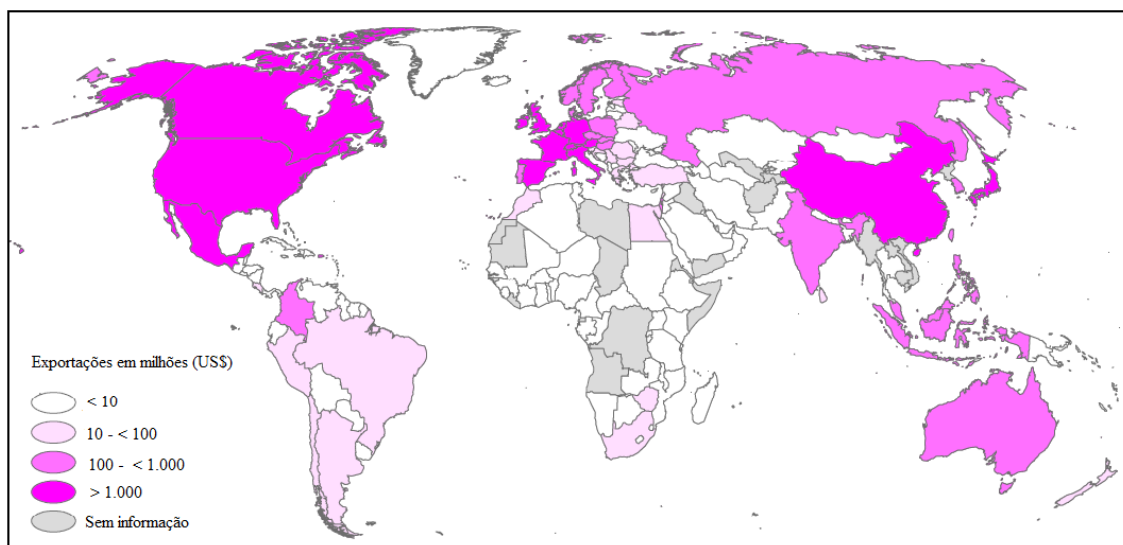 Exportações em milhões (US$)
< 10
10 - < 100
100 - < 1.000
> 1.000
Sem informação